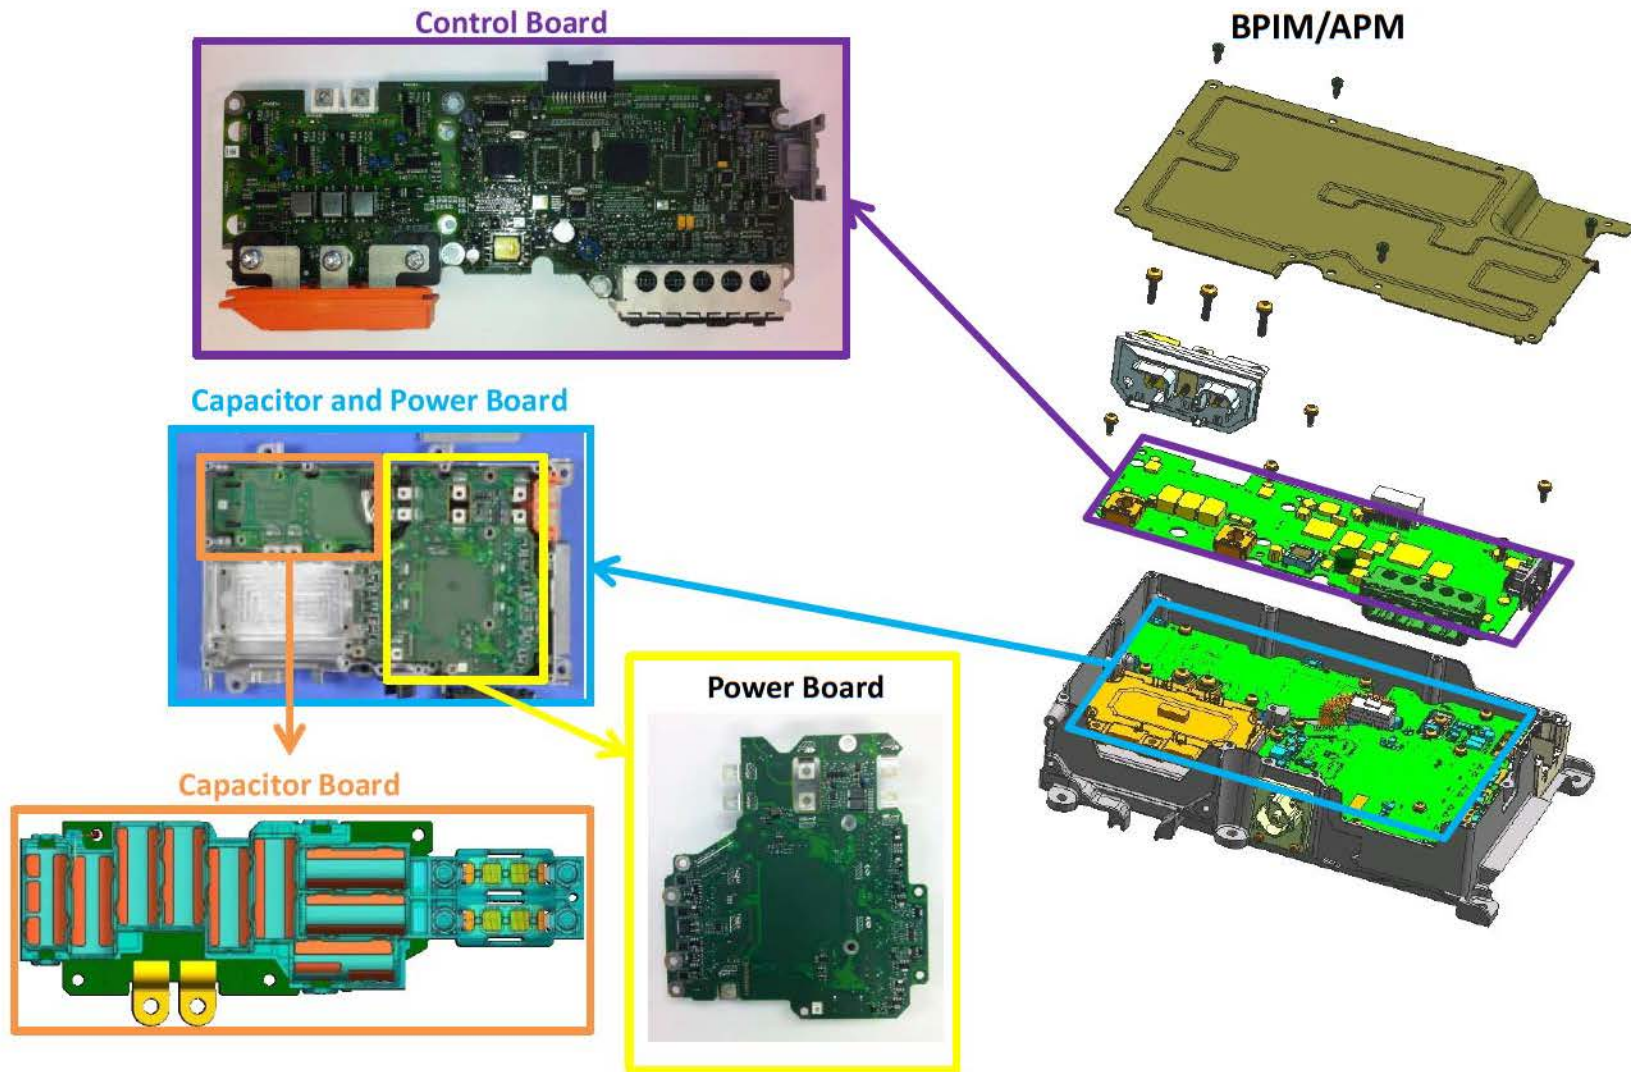 Control Board
BPIM/APM
Capacitor and Power Board
Power Board
Capacitor Board